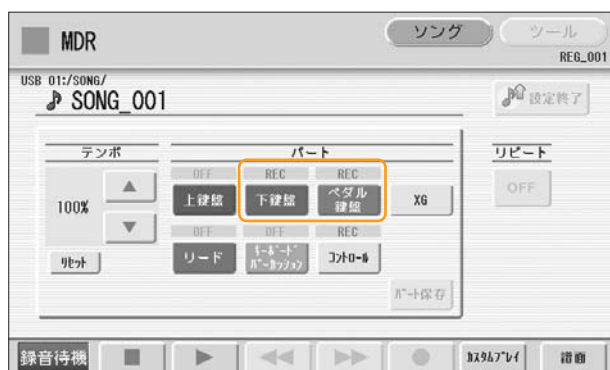 MDR
ソング
ツール
REG_001
USB 01:/SONG/
SONG_001
設定終了
テンポ
パート
リピート
OFF
REC
REC
100%
上鍵盤
下鍵盤
ペダル
鍵盤
XG
OFF
OFF
OFF
REC
リセット
リード
キーボード
パーカッション
コントロール
パート保存
録音待機
カスタムプレイ
譜面